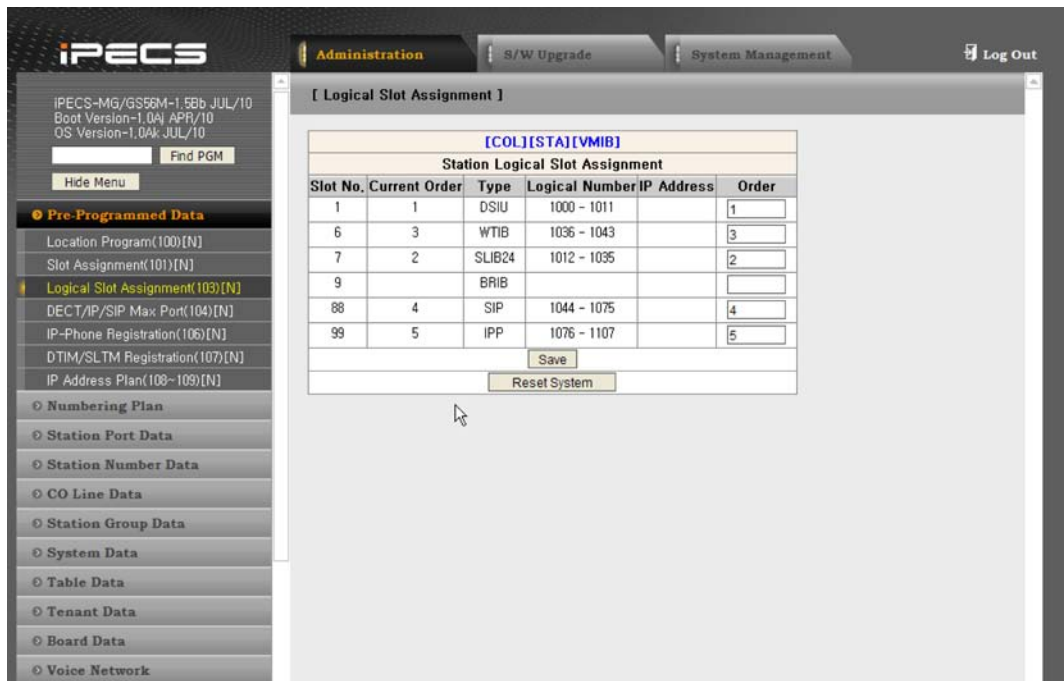 iPECS
Administration
S/W Upgrade
System Management
Log Out
iPECS-MG/GS56M-1.5Bb JUL/10
Boot Version-1.0Aj APR/10
OS Version-1.0Ak JUL/10
Find PGM
Hide Menu
Pre-Programmed Data
Location Program(100)[N]
Slot Assignment(101)[N]
Logical Slot Assignment(103)[N]
DECT/IP/SIP Max Port(104)[N]
IP-Phone Registration(106)[N]
DTIM/SLTM Registration(107)[N]
IP Address Plan(108~109)[N]
Numbering Plan
Station Port Data
Station Number Data
CO Line Data
Station Group Data
System Data
Table Data
Tenant Data
Board Data
Voice Network
[ Logical Slot Assignment ]
[COL][STA][VMIB]
Station Logical Slot Assignment
Slot No. Current Order Type Logical Number IP Address Order
1 1 DSIU 1000 - 1011 1
6 3 WTIB 1036 - 1043 3
7 2 SLIB24 1012 - 1035 2
9 BRIB
88 4 SIP 1044 - 1075 4
99 5 IPP 1076 - 1107 5
Save
Reset System